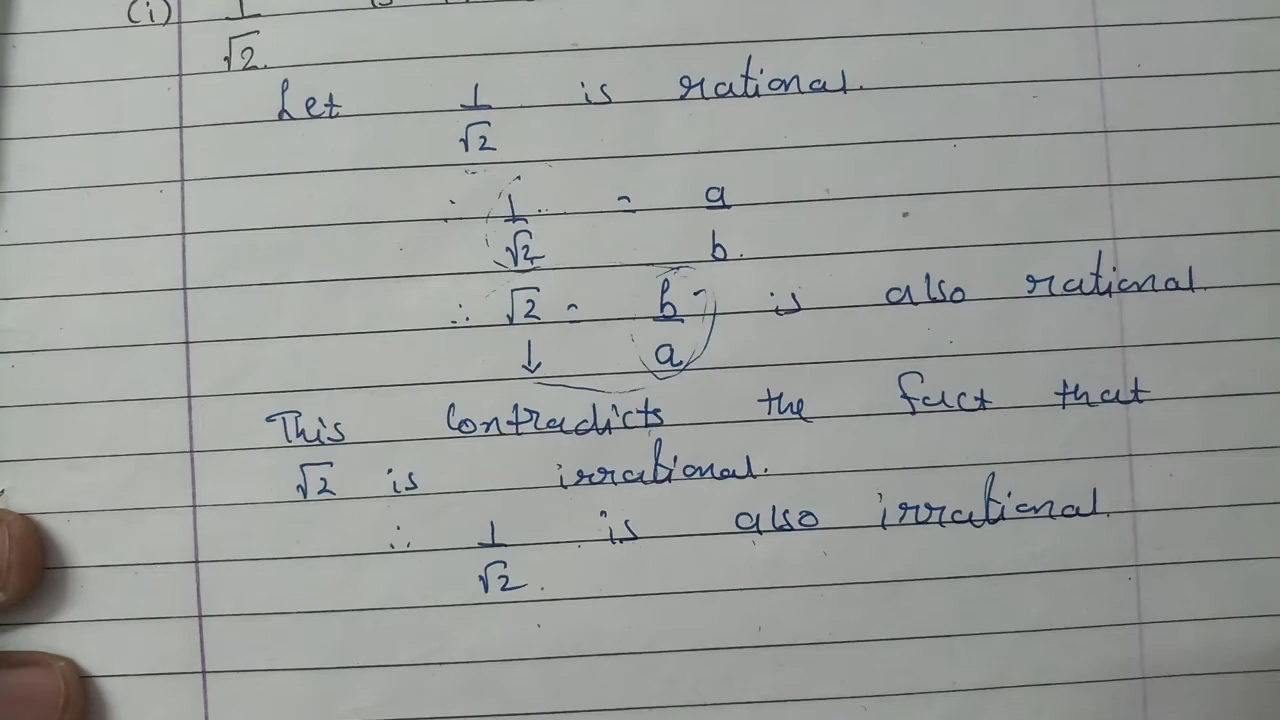 (i) 1
√2.
Let 1/√2 is rational.
∴ 1/√2 = a/b.
∴ √2 = b/a is also rational.
↓
This contradicts the fact that
√2 is irrational.
∴ 1/√2 is also irrational.